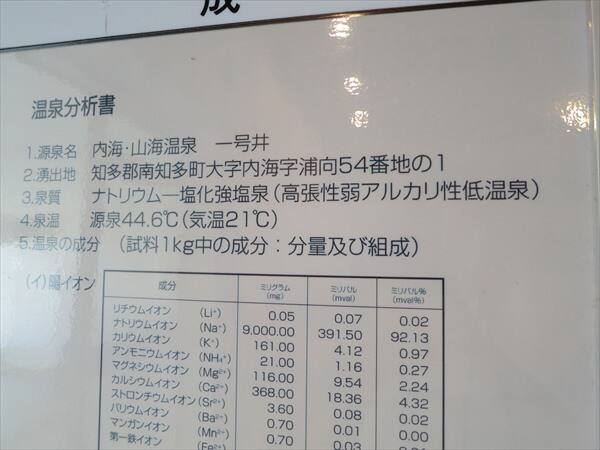 成
温泉分析書
1.源泉名 内海・山海温泉 一号井
2.湧出地 知多郡南知多町大字内海字浦向54番地の1
3.泉質 ナトリウム一塩化強塩泉(高張性弱アルカリ性低温泉)
4.泉温 源泉44.6℃(気温21℃)
5.温泉の成分 (試料1kg中の成分:分量及び組成)
(イ)陽イオン
成分 ミリグラム(mg) ミリバル(mval) ミリバル%(mval%)
リチウムイオン (Li⁺) 0.05 0.07 0.02
ナトリウムイオン (Na⁺) 9,000.00 391.50 92.13
カリウムイオン (K⁺) 161.00 4.12 0.97
アンモニウムイオン (NH₄⁺) 21.00 1.16 0.27
マグネシウムイオン (Mg²⁺) 116.00 9.54 2.24
カルシウムイオン (Ca²⁺) 368.00 18.36 4.32
ストロンチウムイオン (Sr²⁺) 3.60 0.08 0.02
バリウムイオン (Ba²⁺) 0.70 0.01 0.00
マンガンイオン (Mn²⁺) 0.70 0.03
第一鉄イオン (Fe²⁺)